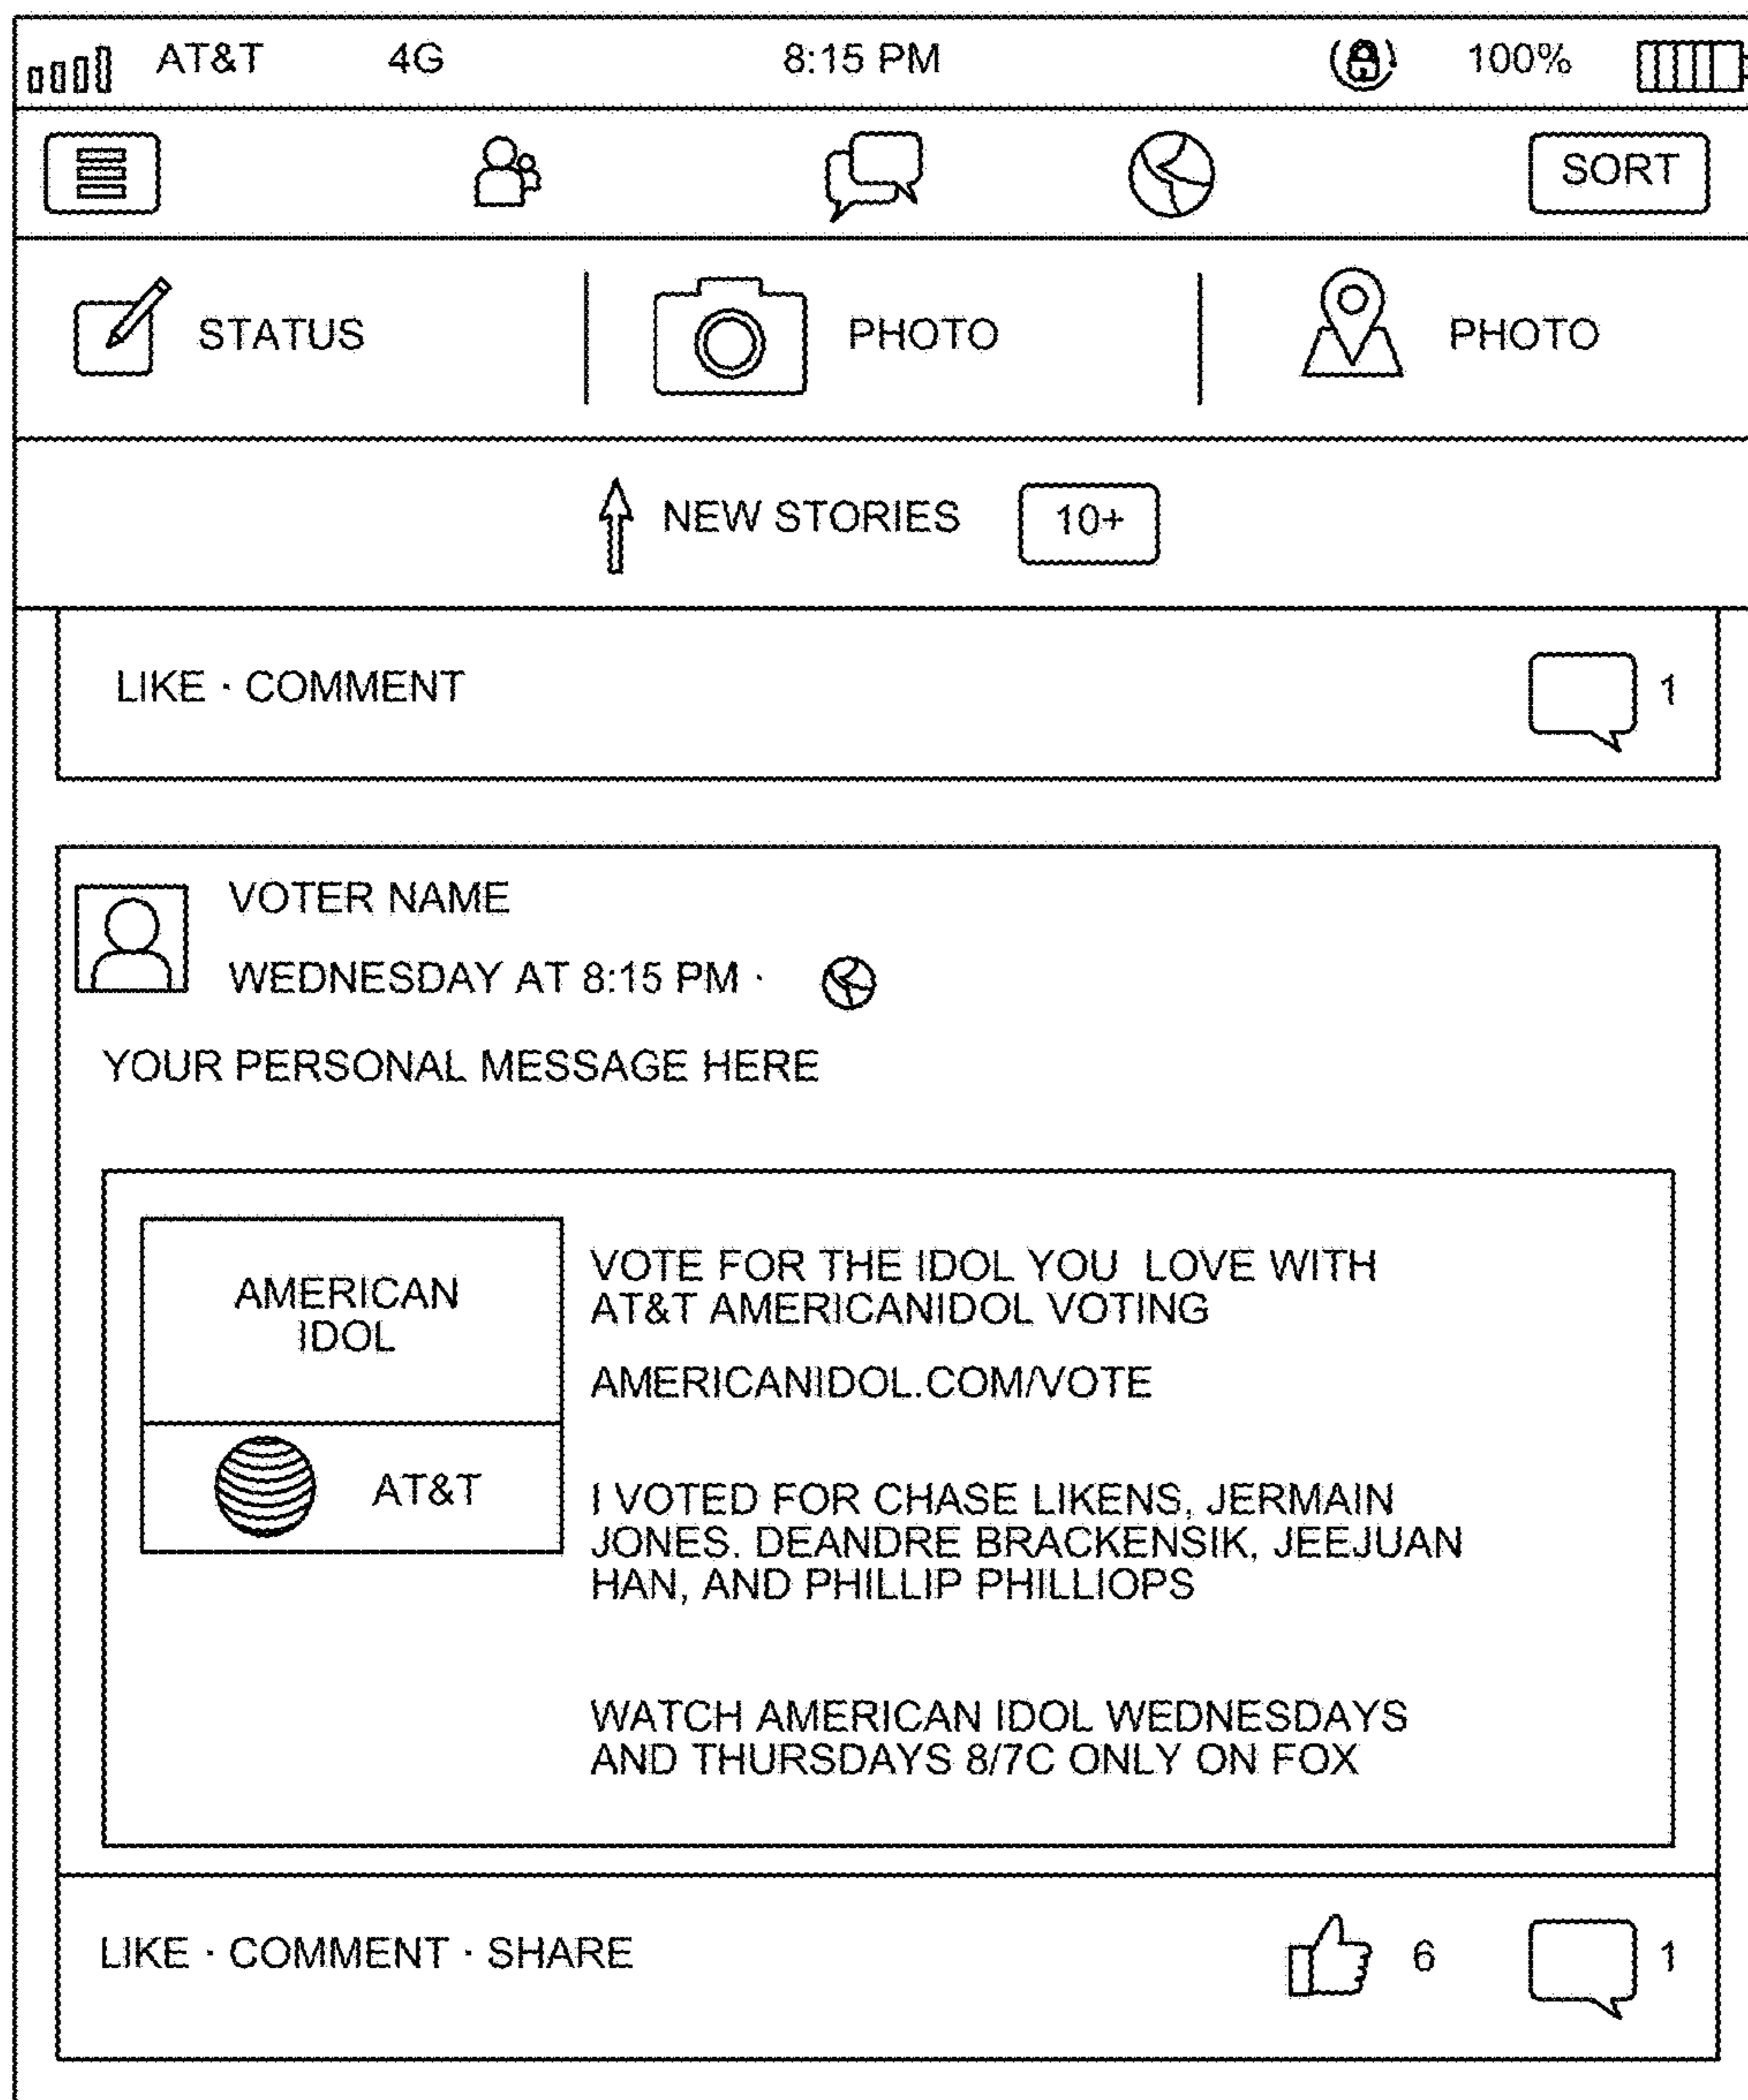 AT&T 4G 8:15 PM 100%
SORT
STATUS PHOTO PHOTO
NEW STORIES 10+
LIKE · COMMENT 1
VOTER NAME
WEDNESDAY AT 8:15 PM ·
YOUR PERSONAL MESSAGE HERE
AMERICAN
IDOL
AT&T
VOTE FOR THE IDOL YOU LOVE WITH
AT&T AMERICANIDOL VOTING
AMERICANIDOL.COM/VOTE
I VOTED FOR CHASE LIKENS, JERMAIN
JONES. DEANDRE BRACKENSIK, JEEJUAN
HAN, AND PHILLIP PHILLIOPS
WATCH AMERICAN IDOL WEDNESDAYS
AND THURSDAYS 8/7C ONLY ON FOX
LIKE · COMMENT · SHARE 6 1